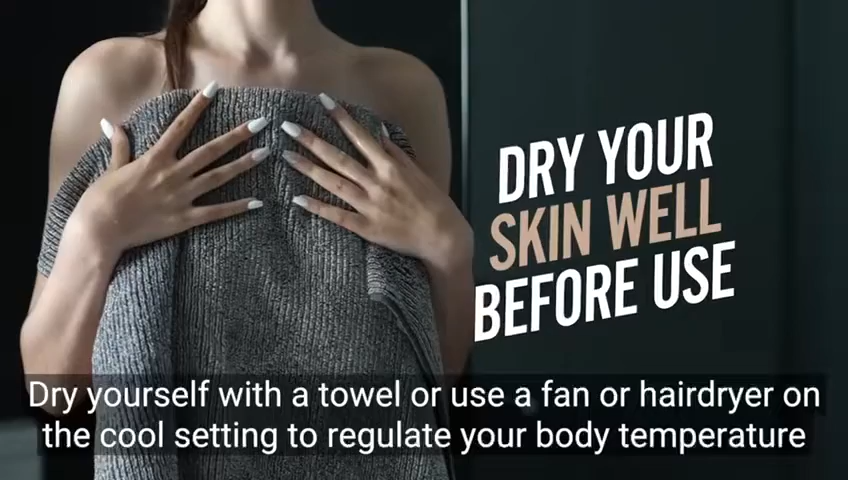 DRY YOUR
SKIN WELL
BEFORE USE
Dry yourself with a towel or use a fan or hairdryer on
the cool setting to regulate your body temperature